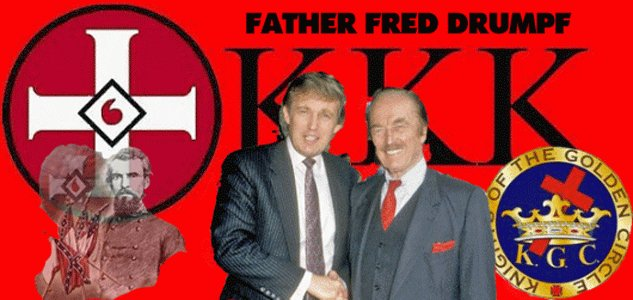 FATHER FRED DRUMPF
KKK
KNIGHTS OF THE GOLDEN CIRCLE
K. G. C.